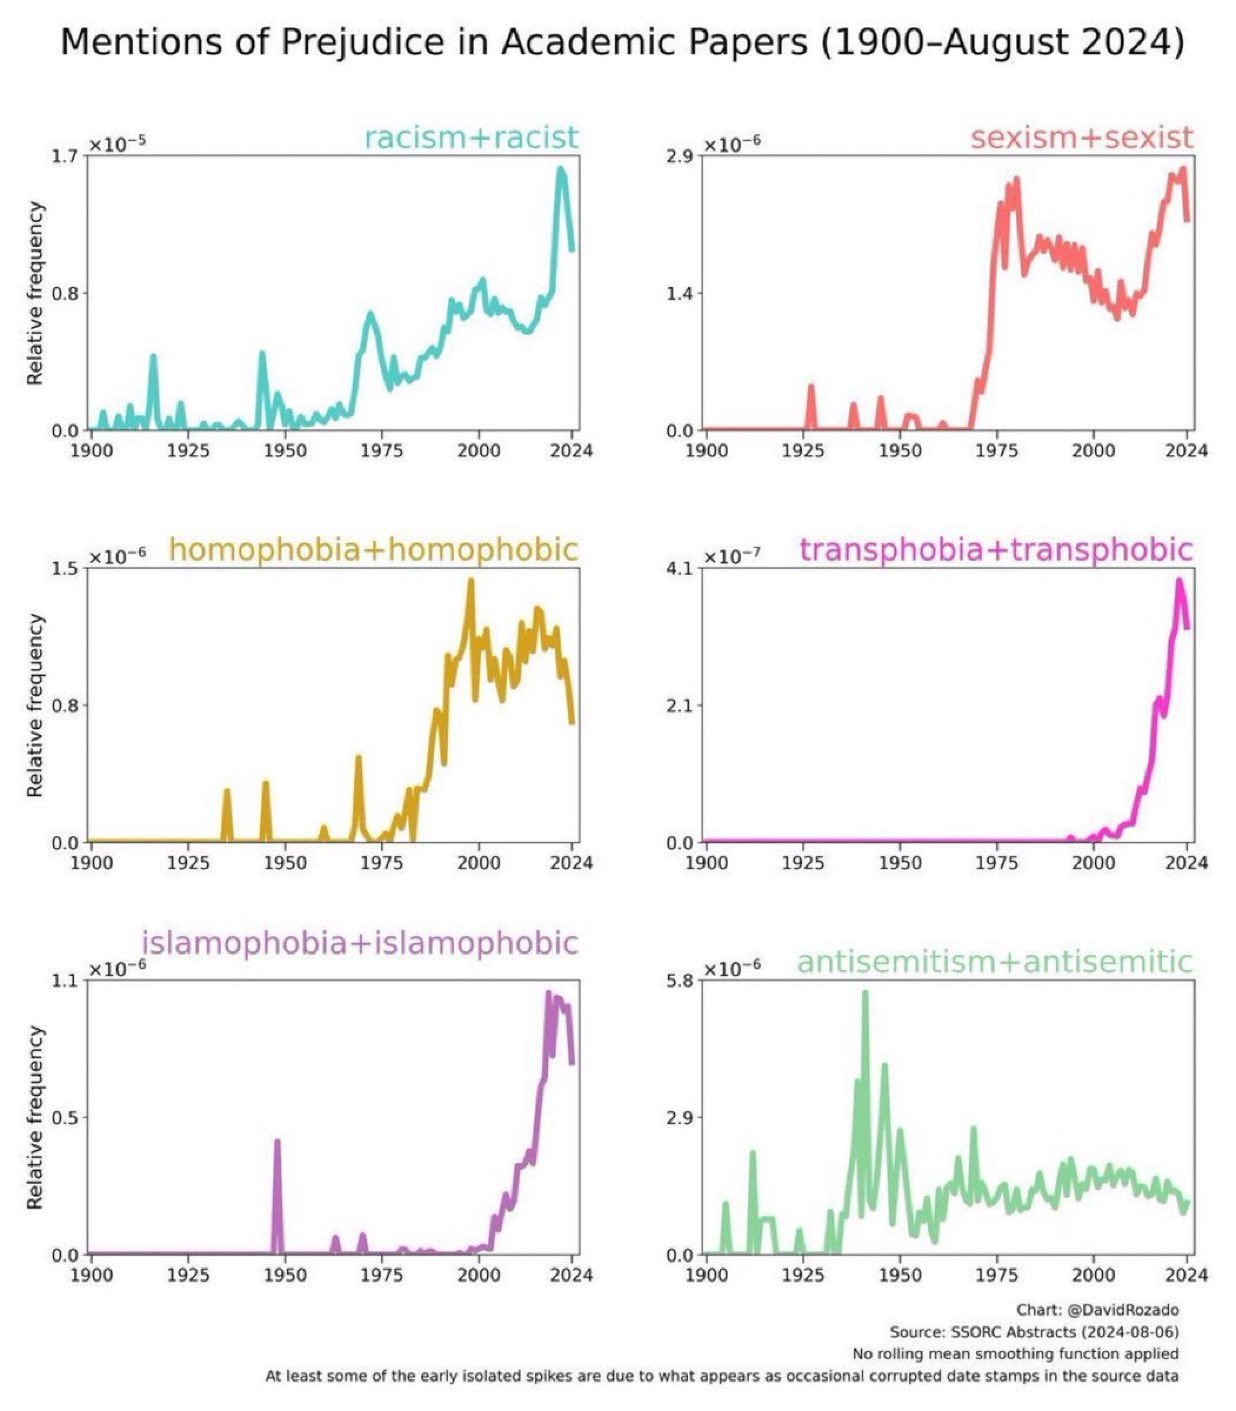 Mentions of Prejudice in Academic Papers (1900–August 2024)
×10⁻⁵ racism+racist
1.7
0.8
0.0
Relative frequency
1900 1925 1950 1975 2000 2024
×10⁻⁶ sexism+sexist
2.9
1.4
0.0
1900 1925 1950 1975 2000 2024
×10⁻⁶ homophobia+homophobic
1.5
0.8
0.0
Relative frequency
1900 1925 1950 1975 2000 2024
×10⁻⁷ transphobia+transphobic
4.1
2.1
0.0
1900 1925 1950 1975 2000 2024
islamophobia+islamophobic
×10⁻⁶
1.1
0.5
0.0
Relative frequency
1900 1925 1950 1975 2000 2024
×10⁻⁶ antisemitism+antisemitic
5.8
2.9
0.0
1900 1925 1950 1975 2000 2024
Chart: @DavidRozado
Source: SSORC Abstracts (2024-08-06)
No rolling mean smoothing function applied
At least some of the early isolated spikes are due to what appears as occasional corrupted date stamps in the source data